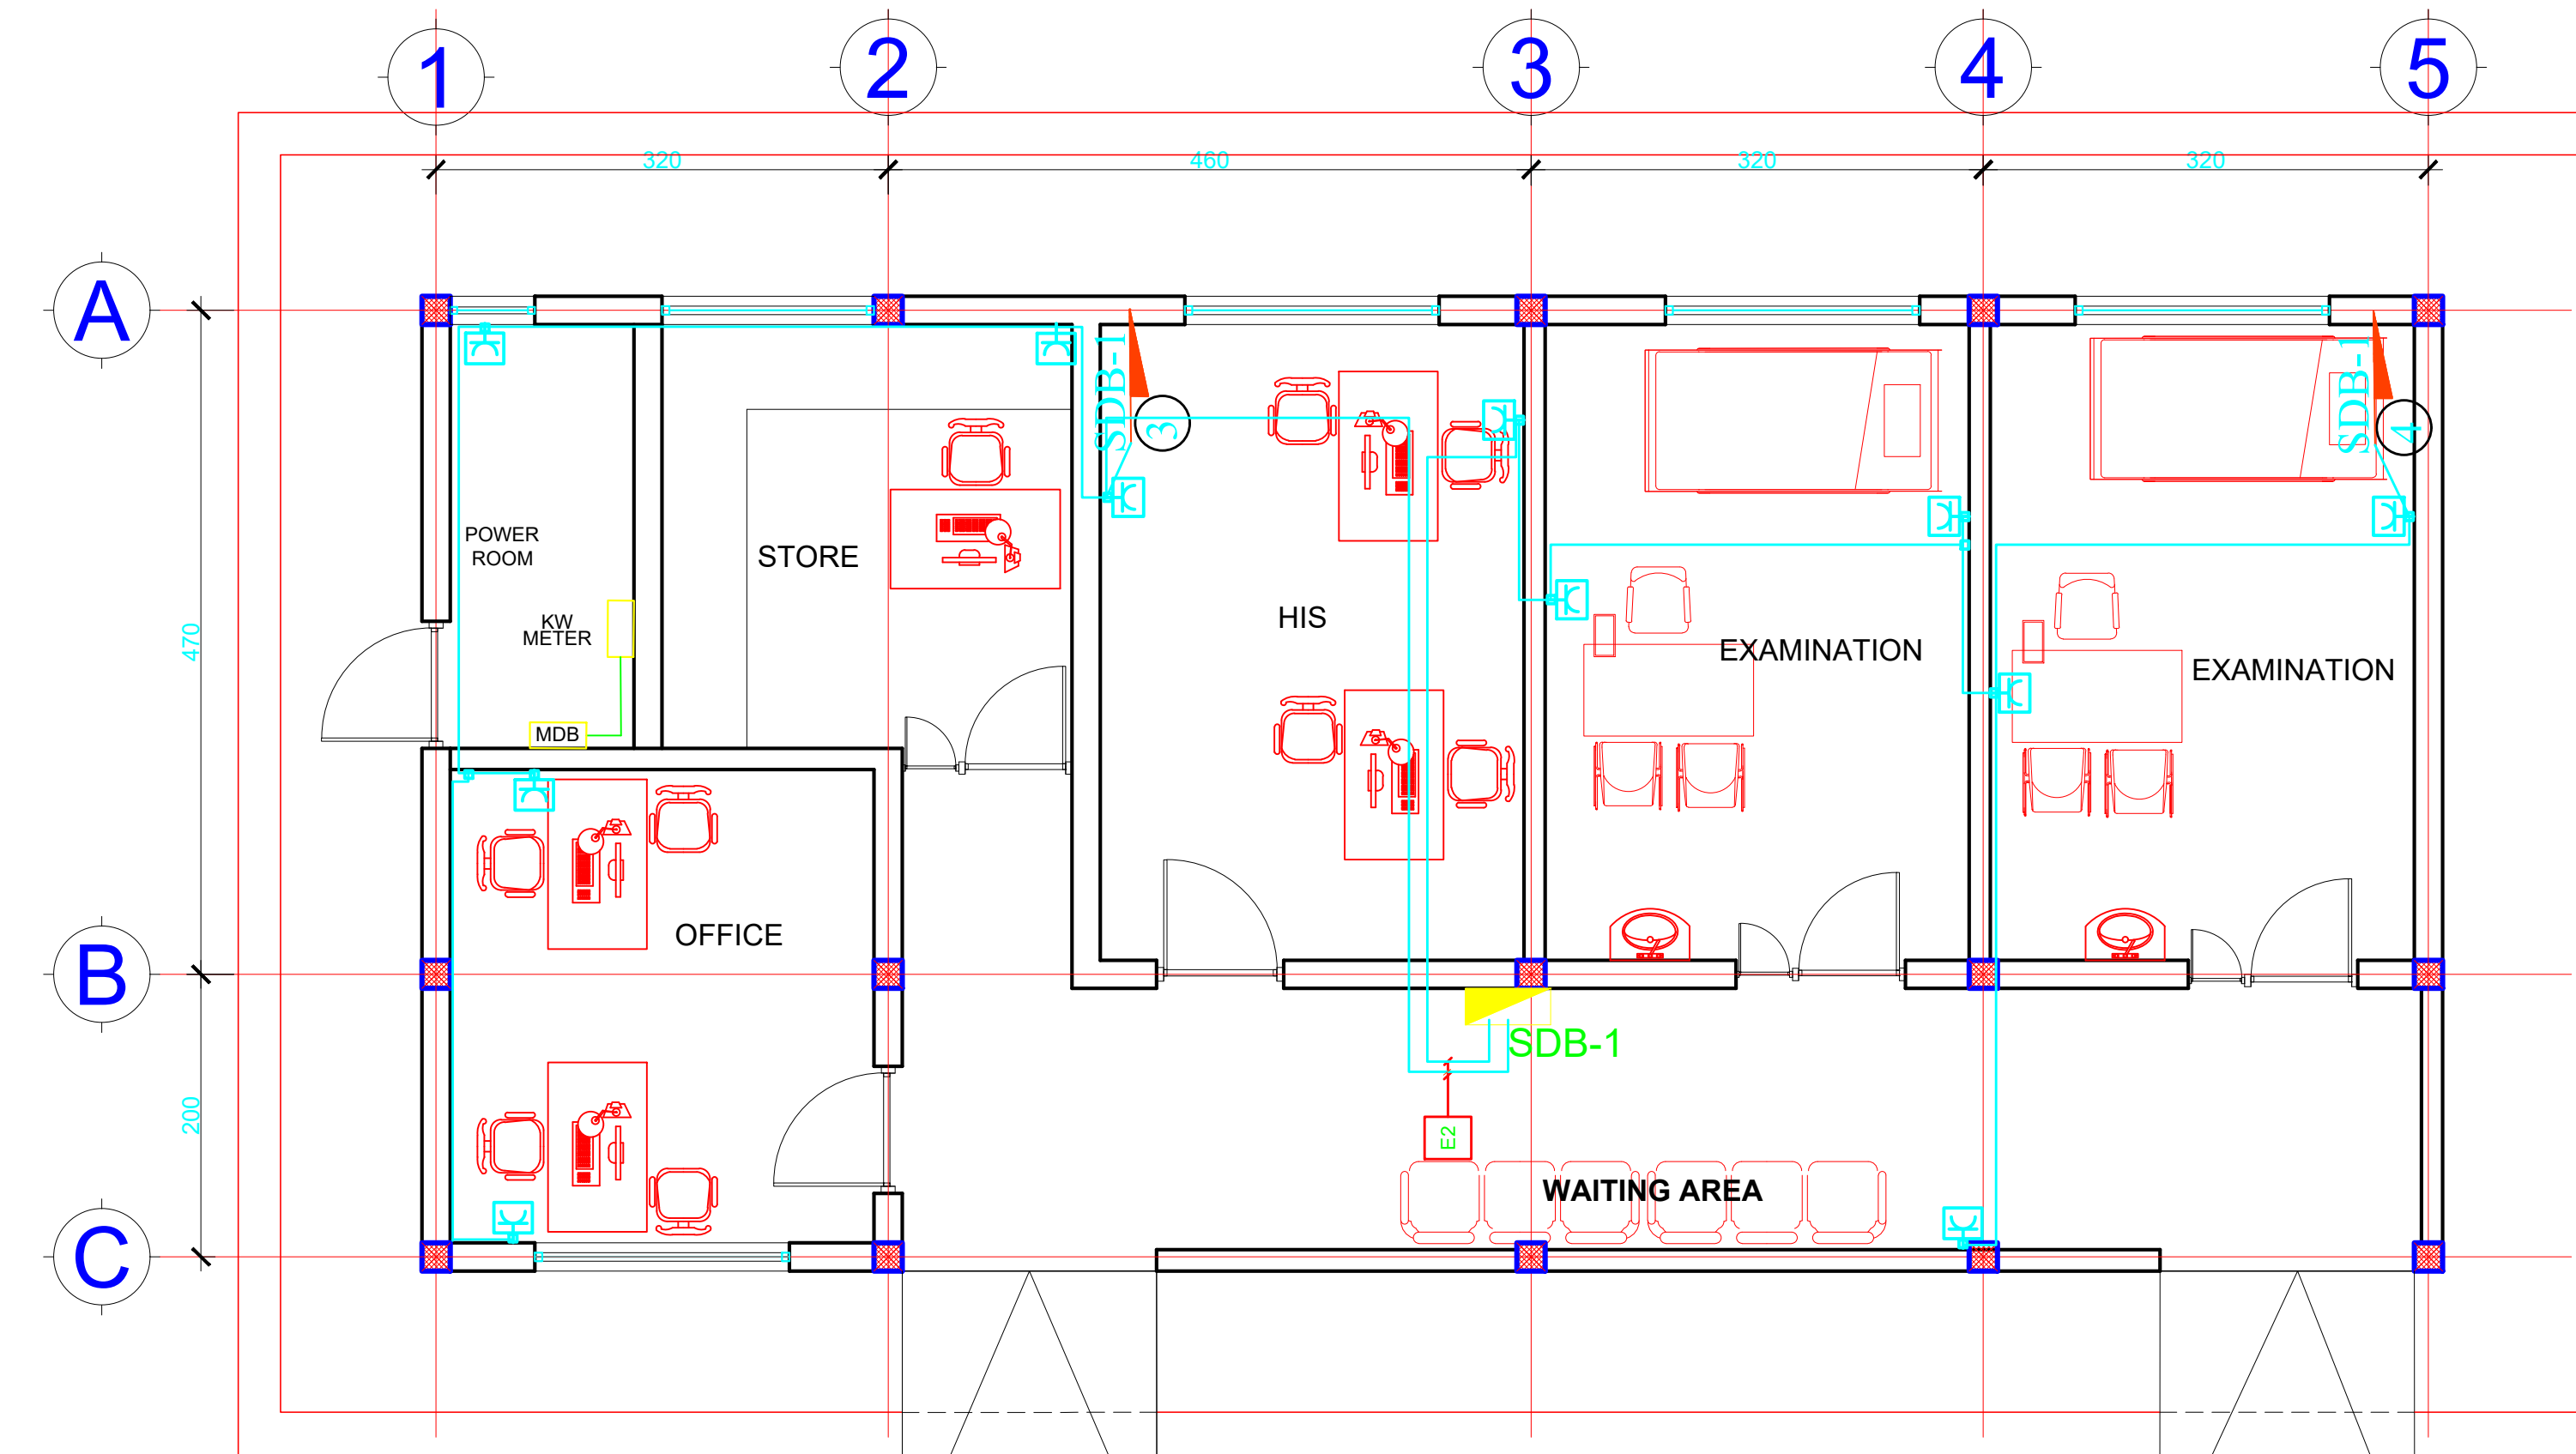 1
2
3
4
5
320
460
320
320
A
SDB-1
3
SDB-1
4
POWER
ROOM
STORE
KW
METER
HIS
EXAMINATION
EXAMINATION
470
MDB
OFFICE
B
SDB-1
200
E2
WAITING AREA
C